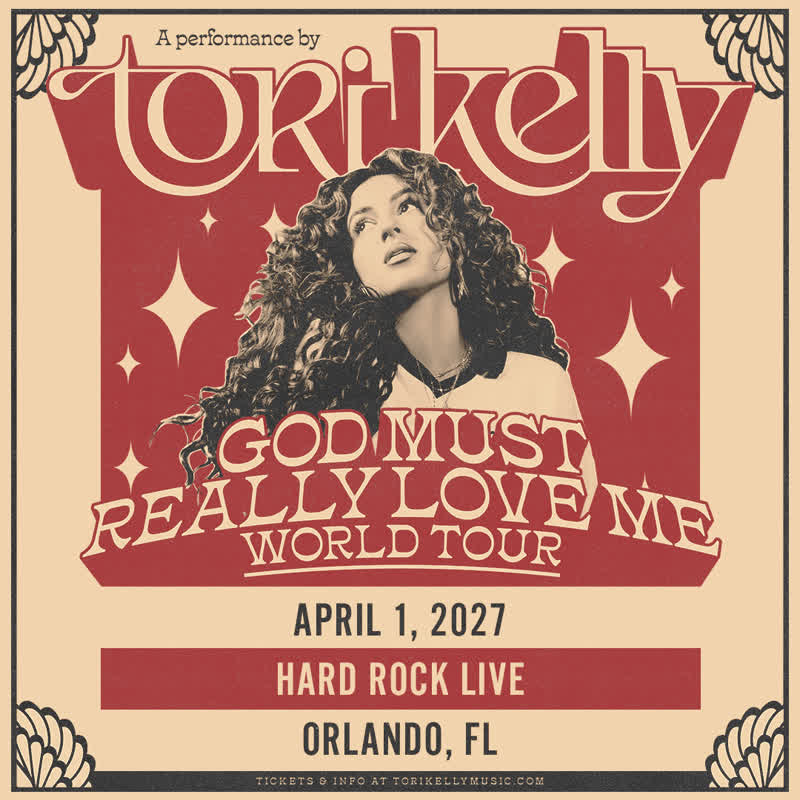 A performance by
tori kelly
GOD MUST
REALLY LOVE ME
WORLD TOUR
APRIL 1, 2027
HARD ROCK LIVE
ORLANDO, FL
TICKETS & INFO AT TORIKELLYMUSIC.COM